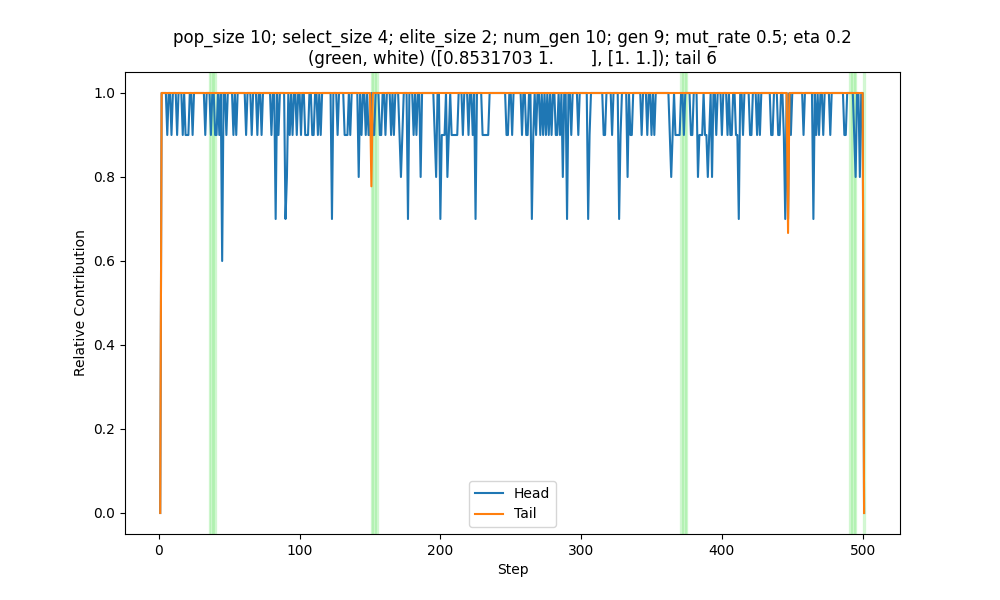 pop_size 10; select_size 4; elite_size 2; num_gen 10; gen 9; mut_rate 0.5; eta 0.2
(green, white) ([0.8531703 1.        ], [1. 1.]); tail 6
1.0
0.8
0.6
0.4
0.2
0.0
Relative Contribution
Head
Tail
0 100 200 300 400 500
Step